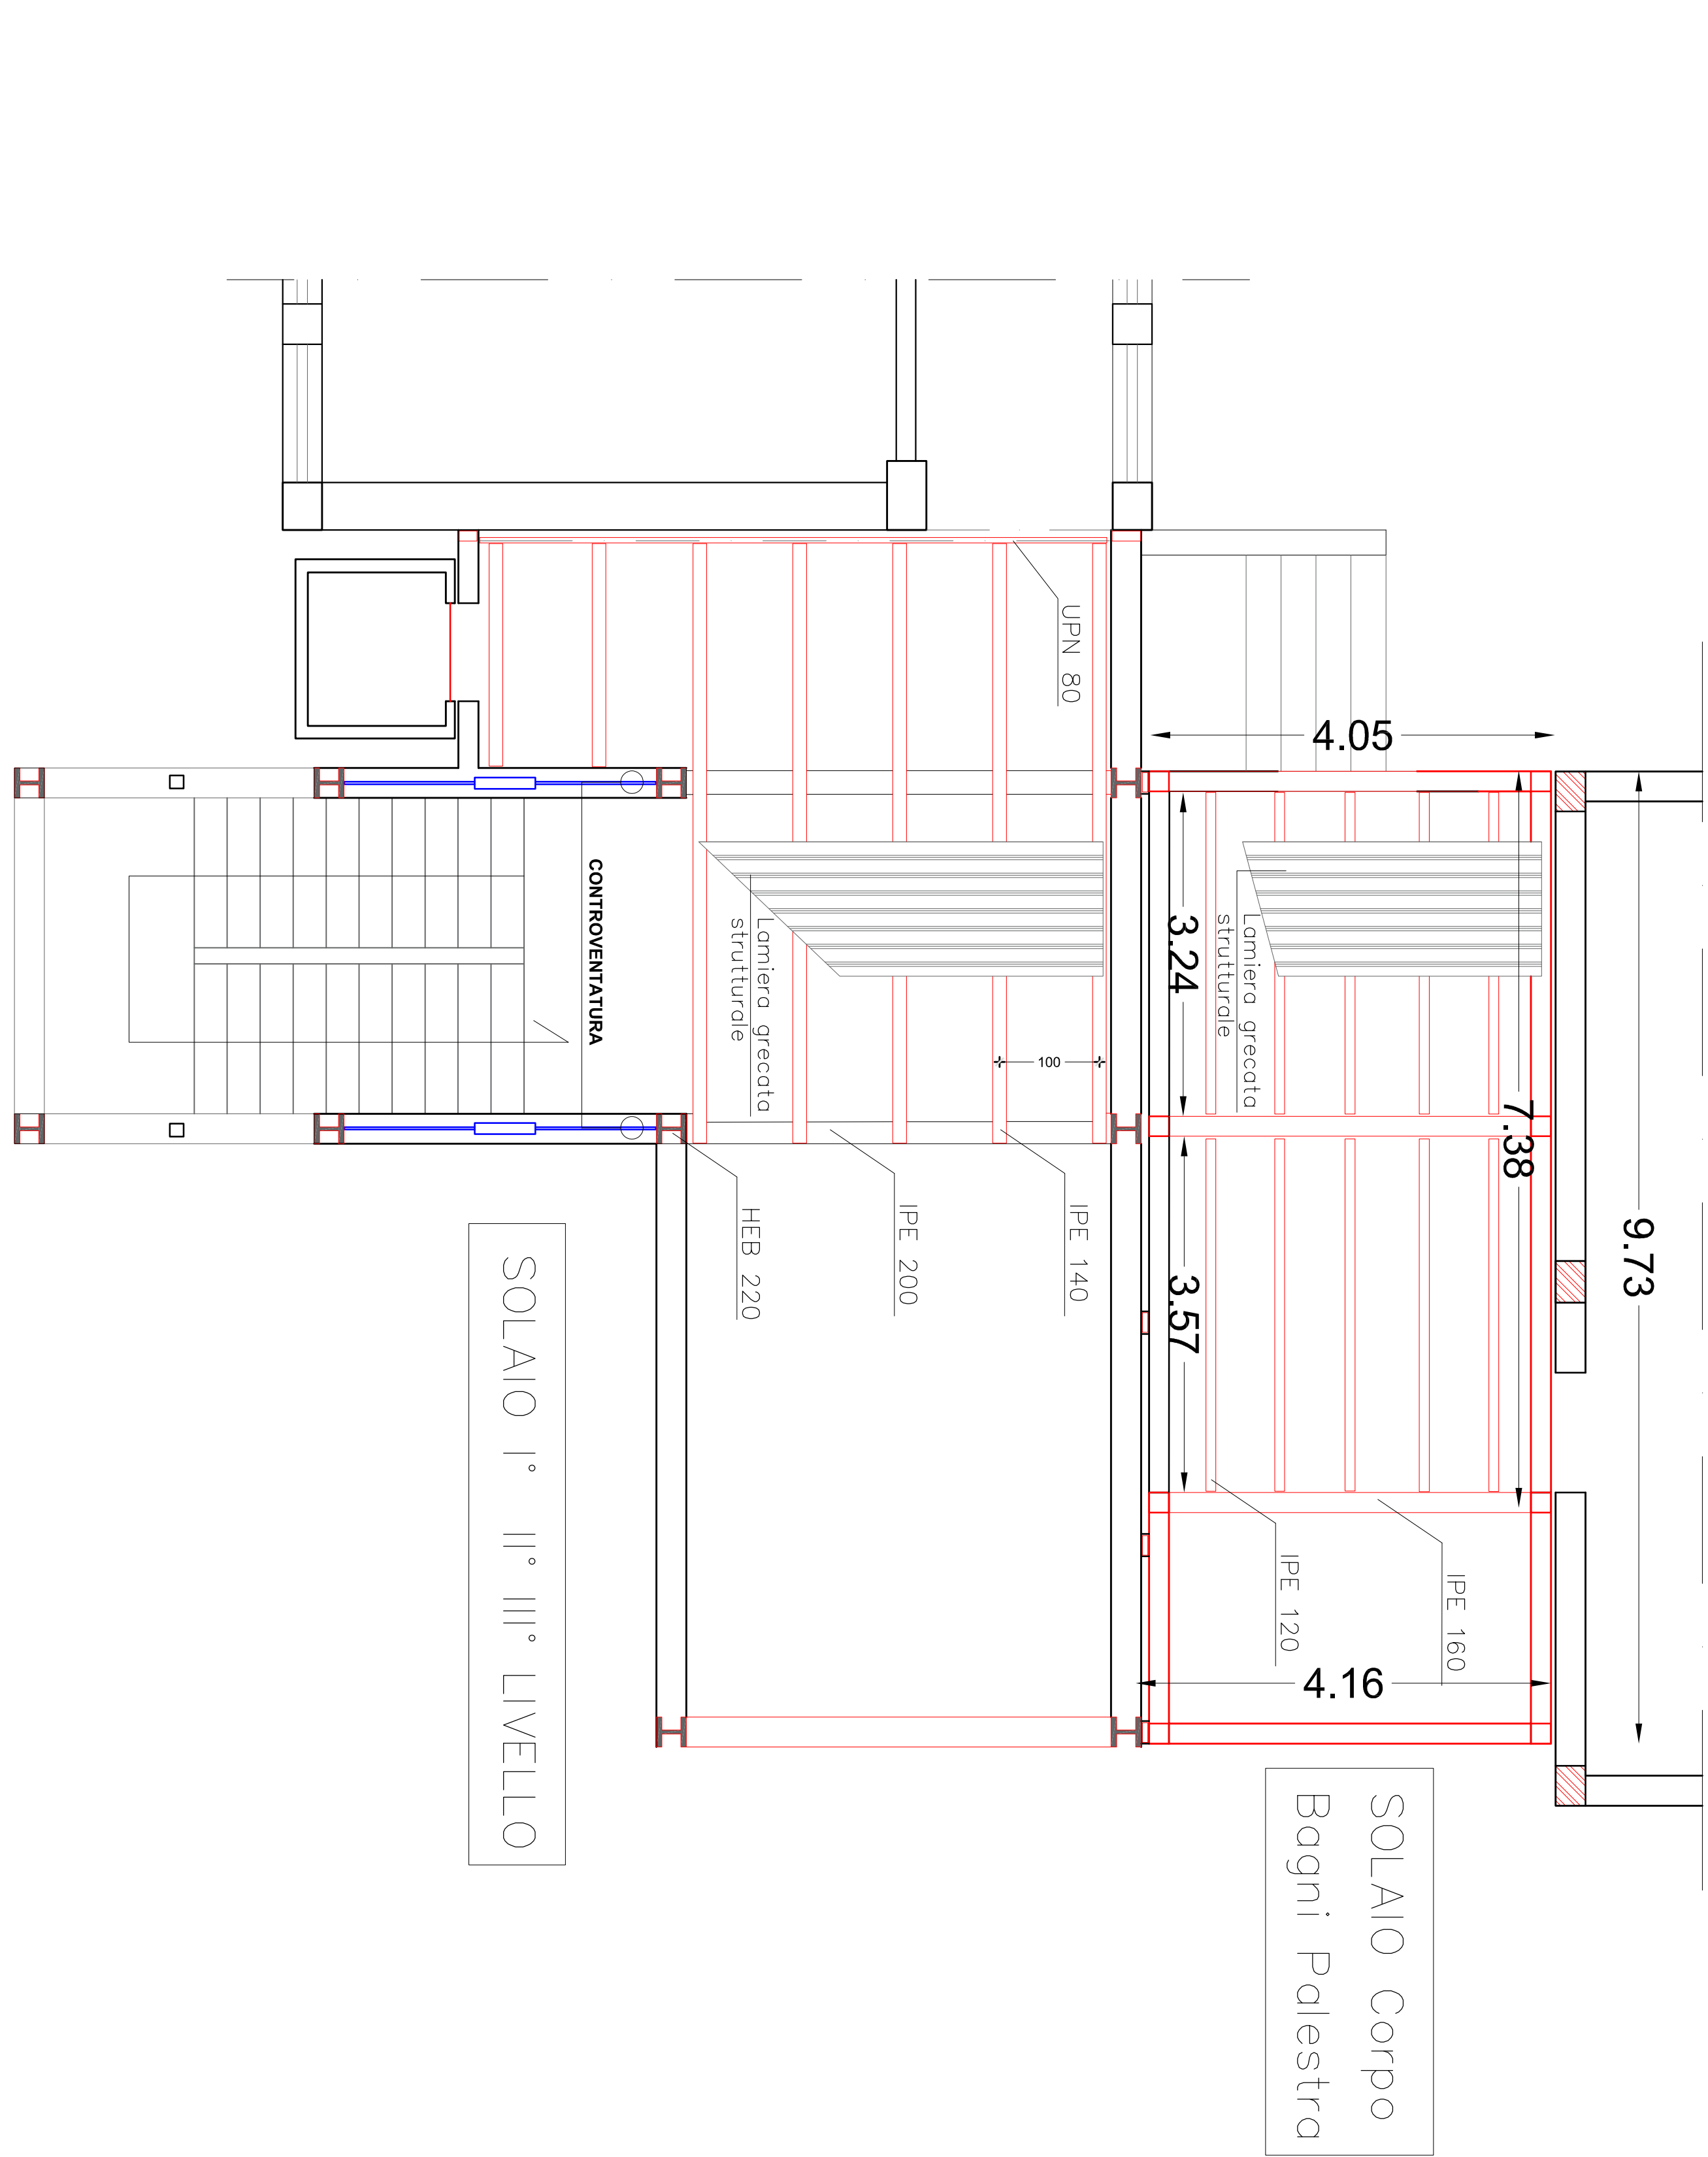 9.73
7.38
4.05
4.16
3.24
3.57
Lamiera grecata
strutturale
IPE 160
IPE 120
SOLAIO Corpo
Bagni Palestra
UPN 80
100
IPE 140
IPE 200
HEB 220
Lamiera grecata
strutturale
CONTROVENTATURA
SOLAIO I° II° III° LIVELLO